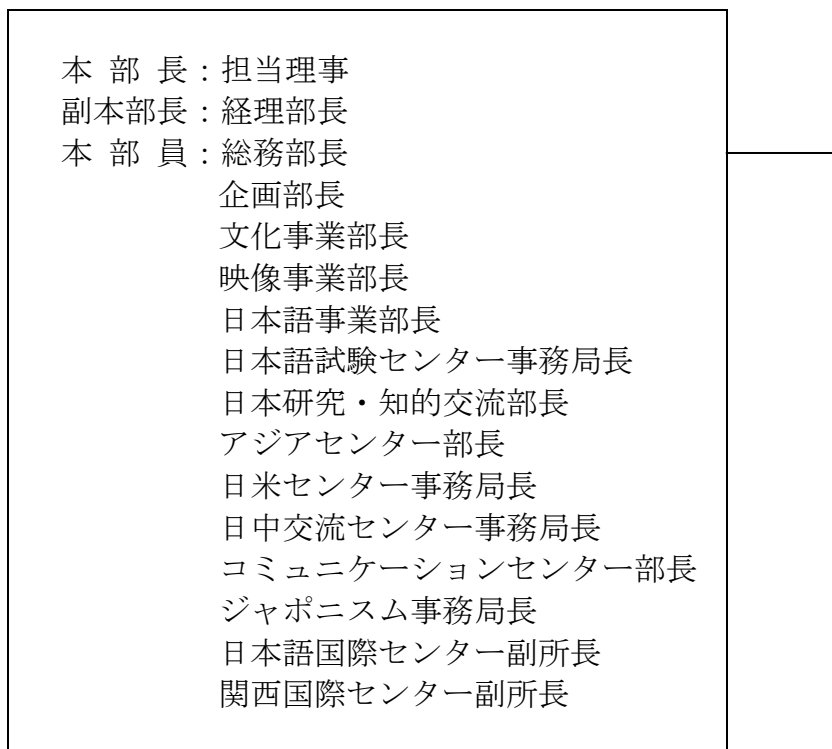 本 部 長：担当理事
副本部長：経理部長
本 部 員：総務部長
企画部長
文化事業部長
映像事業部長
日本語事業部長
日本語試験センター事務局長
日本研究・知的交流部長
アジアセンター部長
日米センター事務局長
日中交流センター事務局長
コミュニケーションセンター部長
ジャポニスム事務局長
日本語国際センター副所長
関西国際センター副所長